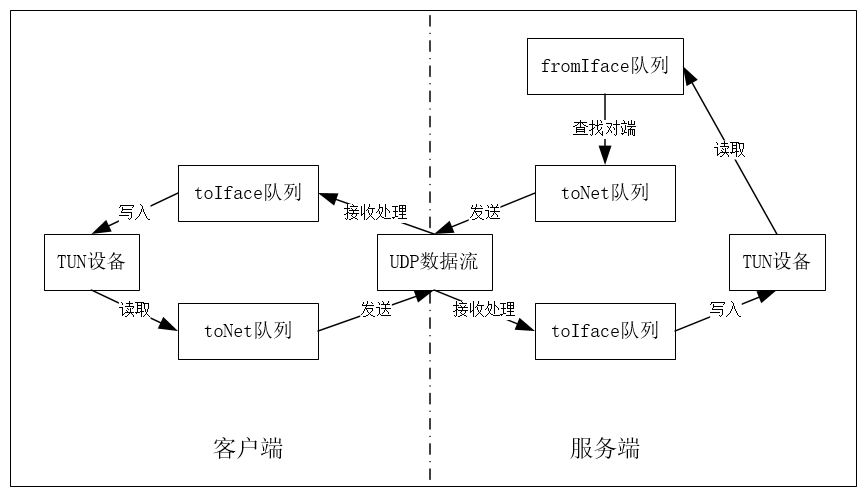 fromIface队列
查找对端
读取
toIface队列
接收处理
发送
toNet队列
写入
TUN设备
UDP数据流
TUN设备
读取
toNet队列
发送
接收处理
toIface队列
写入
客户端
服务端